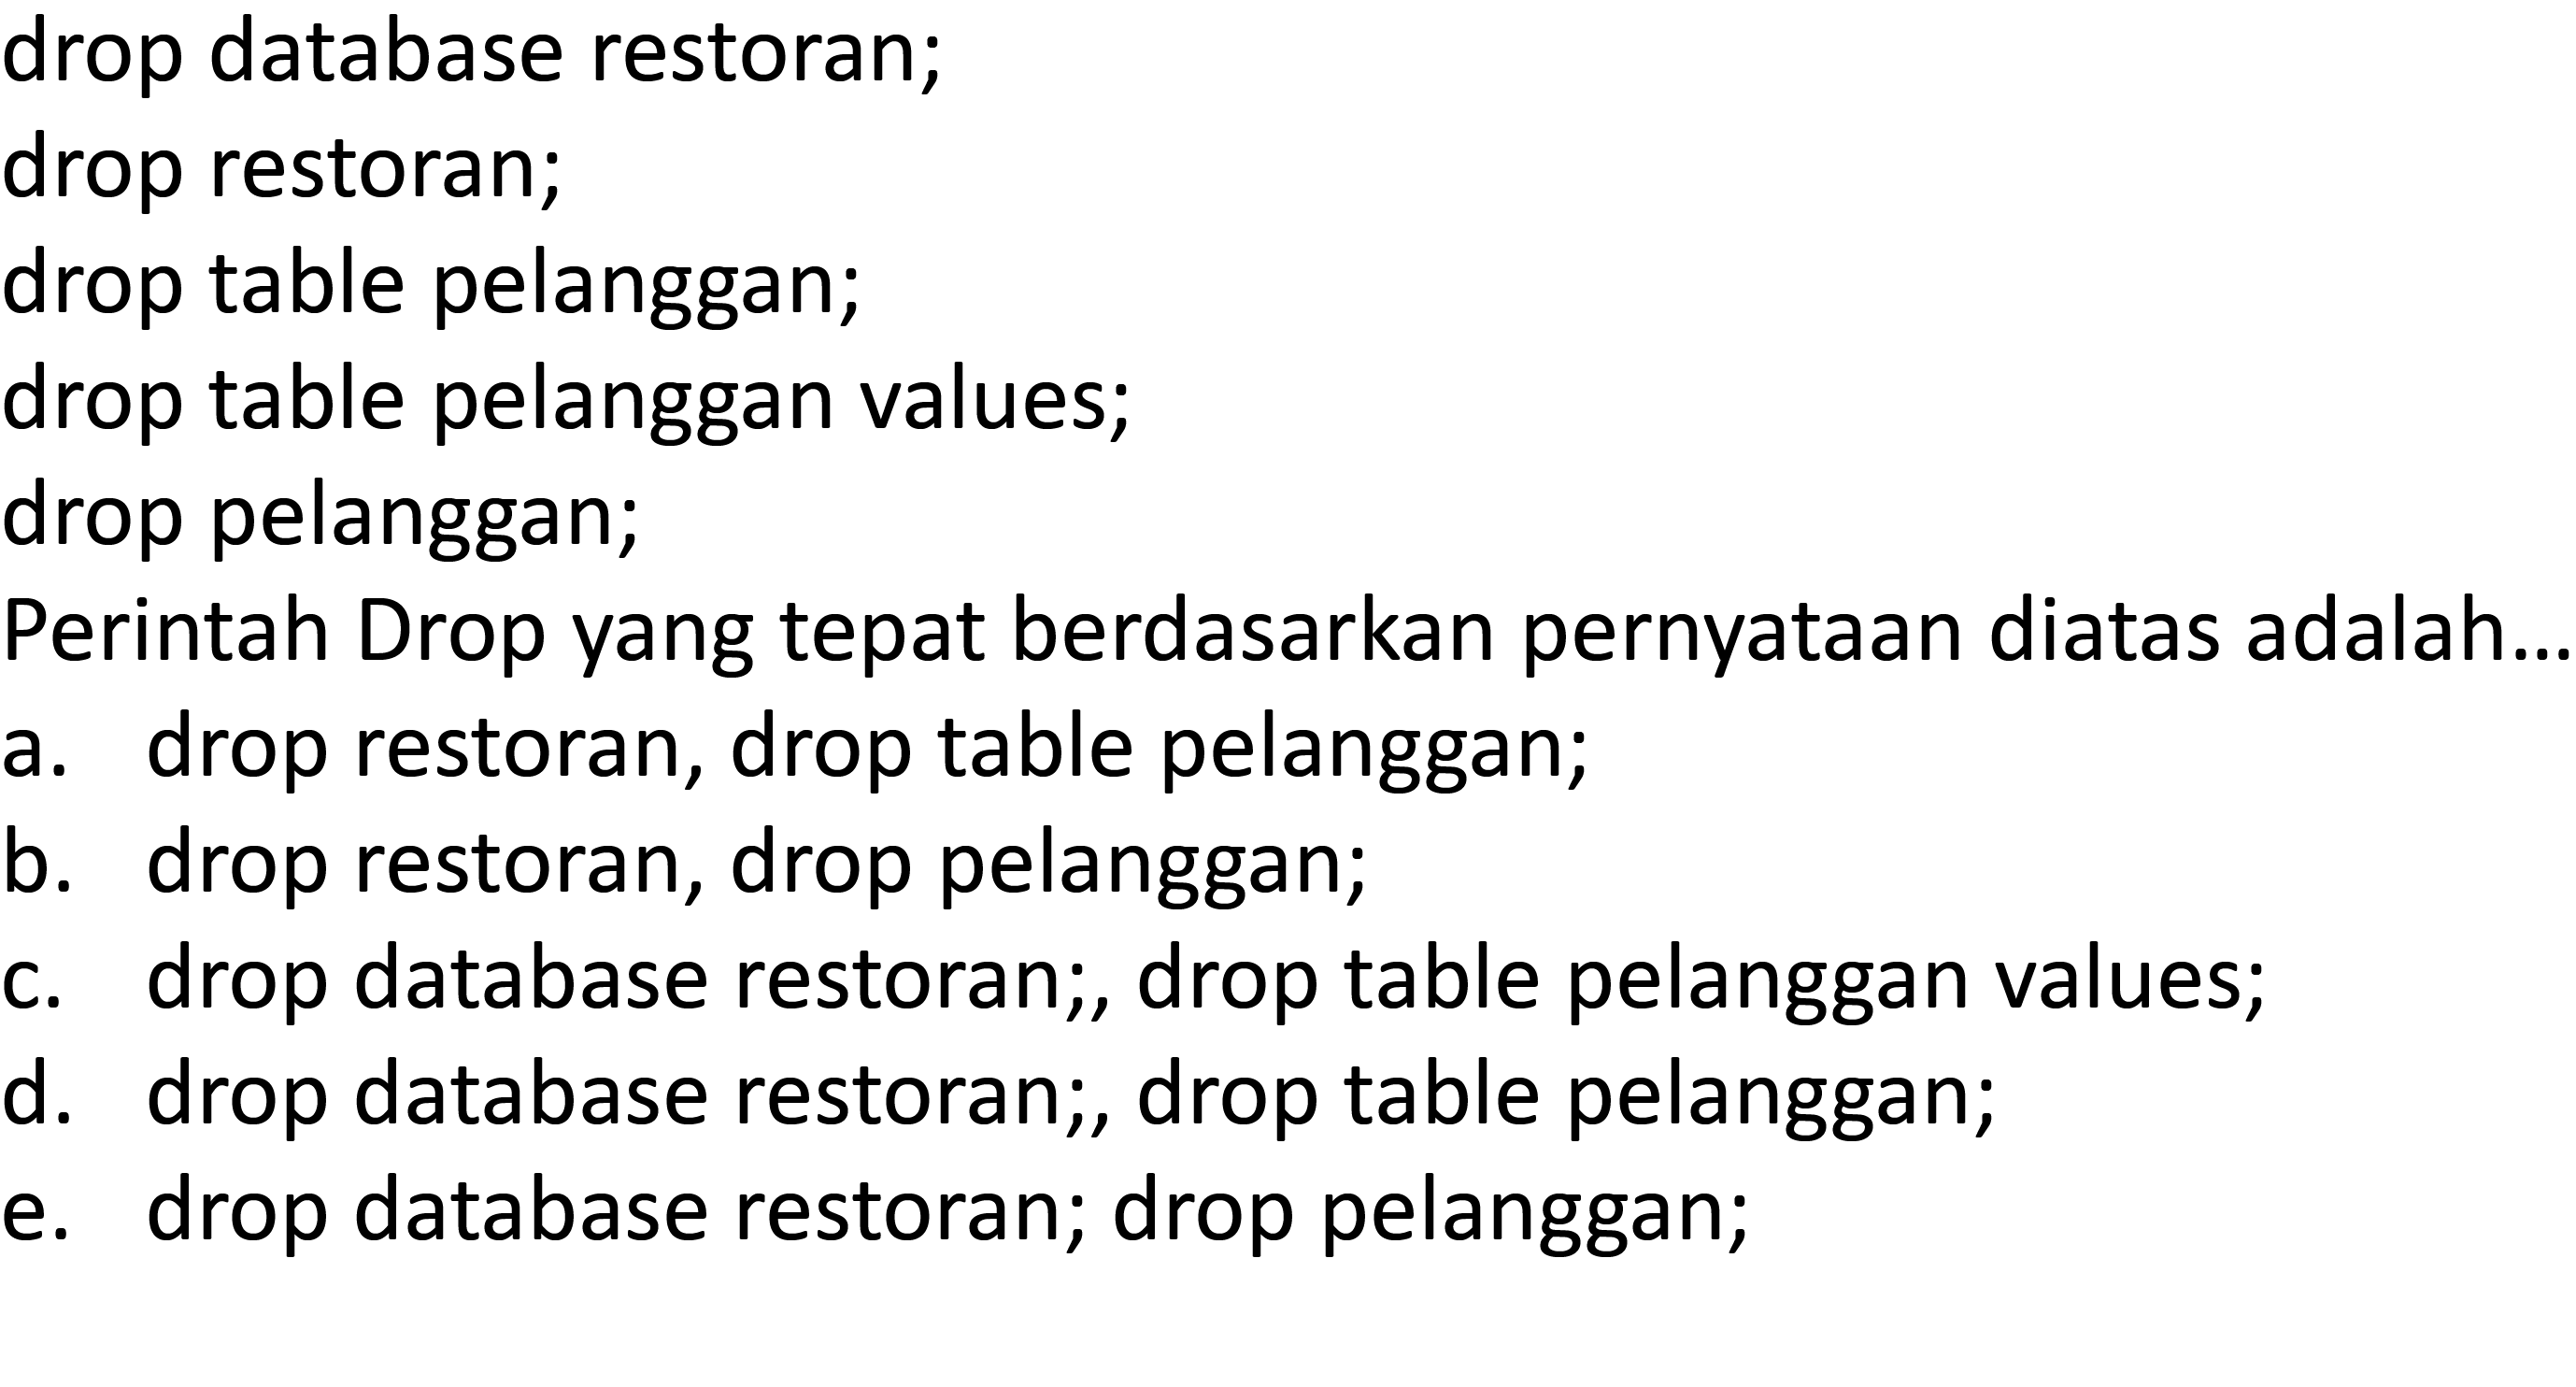 drop database restoran;
drop restoran;
drop table pelanggan;
drop table pelanggan values;
drop pelanggan;
Perintah Drop yang tepat berdasarkan pernyataan diatas adalah...
a. drop restoran, drop table pelanggan;
b. drop restoran, drop pelanggan;
c. drop database restoran;, drop table pelanggan values;
d. drop database restoran;, drop table pelanggan;
e. drop database restoran; drop pelanggan;